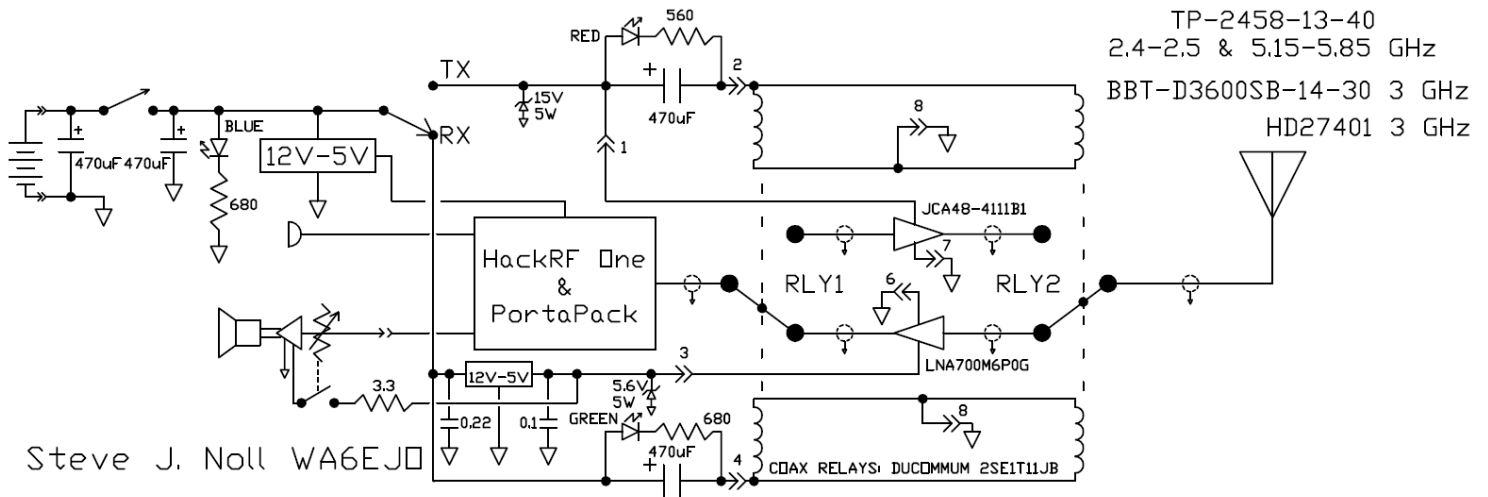 TP-2458-13-40
2.4-2.5 & 5.15-5.85 GHz
BBT-D3600SB-14-30 3 GHz
HD27401 3 GHz
RED
560
TX
+
470uF
2
15V
5W
8
+
470uF
+
470uF
BLUE
RX
12V-5V
680
1
JCA48-4111B1
7
HackRF One
&
PortaPack
RLY1
RLY2
6
LNA700M6P0G
3
12V-5V
5.6V
5W
3.3
0.22
0.1
GREEN
680
+
470uF
4
8
COAX RELAYS: DUCOMMUM 2SE1T11JB
Steve J. Noll WA6EJO